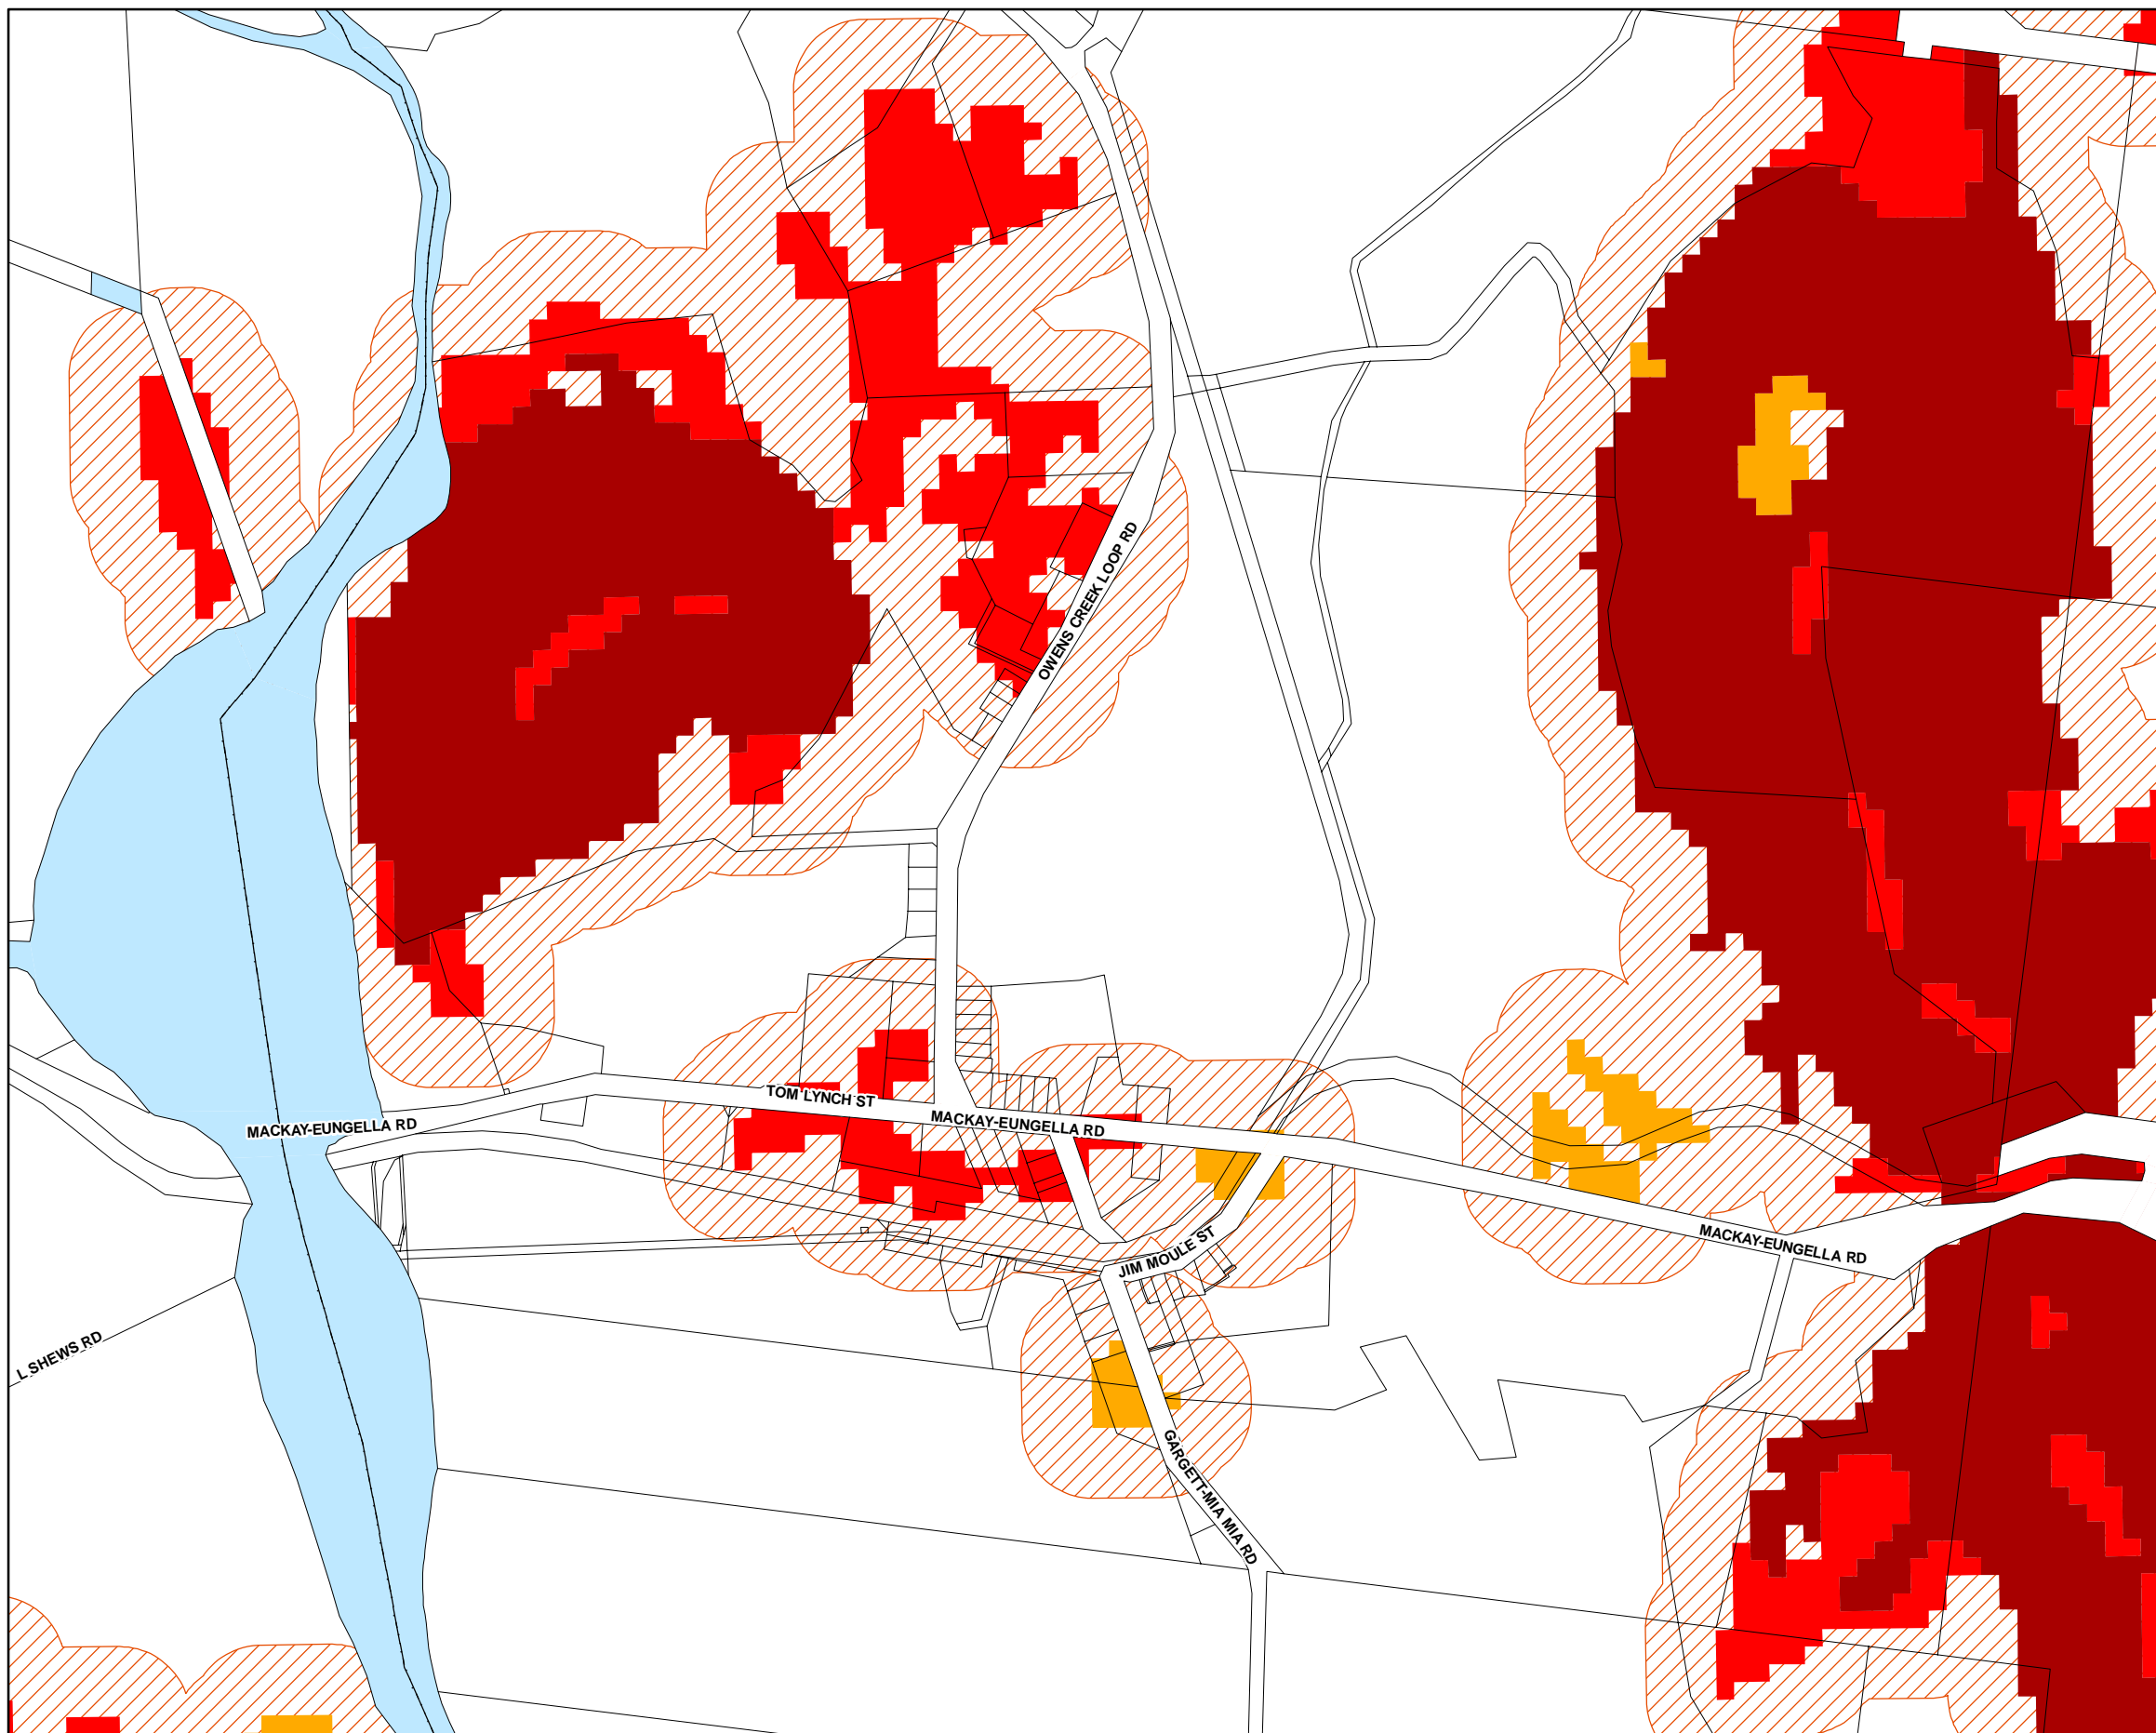 OWENS CREEK LOOP RD
TOM LYNCH ST
MACKAY-EUNGELLA RD
MACKAY-EUNGELLA RD
JIM MOULE ST
MACKAY-EUNGELLA RD
L SHEWS RD
GARGETT-MIA MIA RD